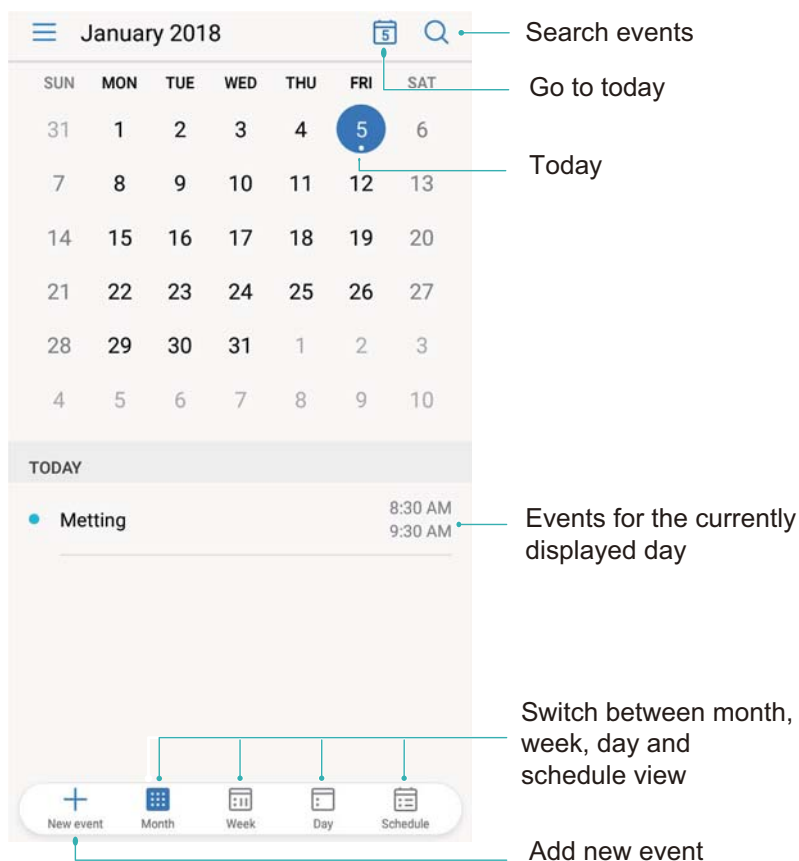 January 2018
5
Search events
Go to today
SUN MON TUE WED THU FRI SAT
31 1 2 3 4 5 6
Today
7 8 9 10 11 12 13
14 15 16 17 18 19 20
21 22 23 24 25 26 27
28 29 30 31 1 2 3
4 5 6 7 8 9 10
TODAY
Metting
8:30 AM
9:30 AM
Events for the currently
displayed day
Switch between month,
week, day and
schedule view
New event Month Week Day Schedule
Add new event